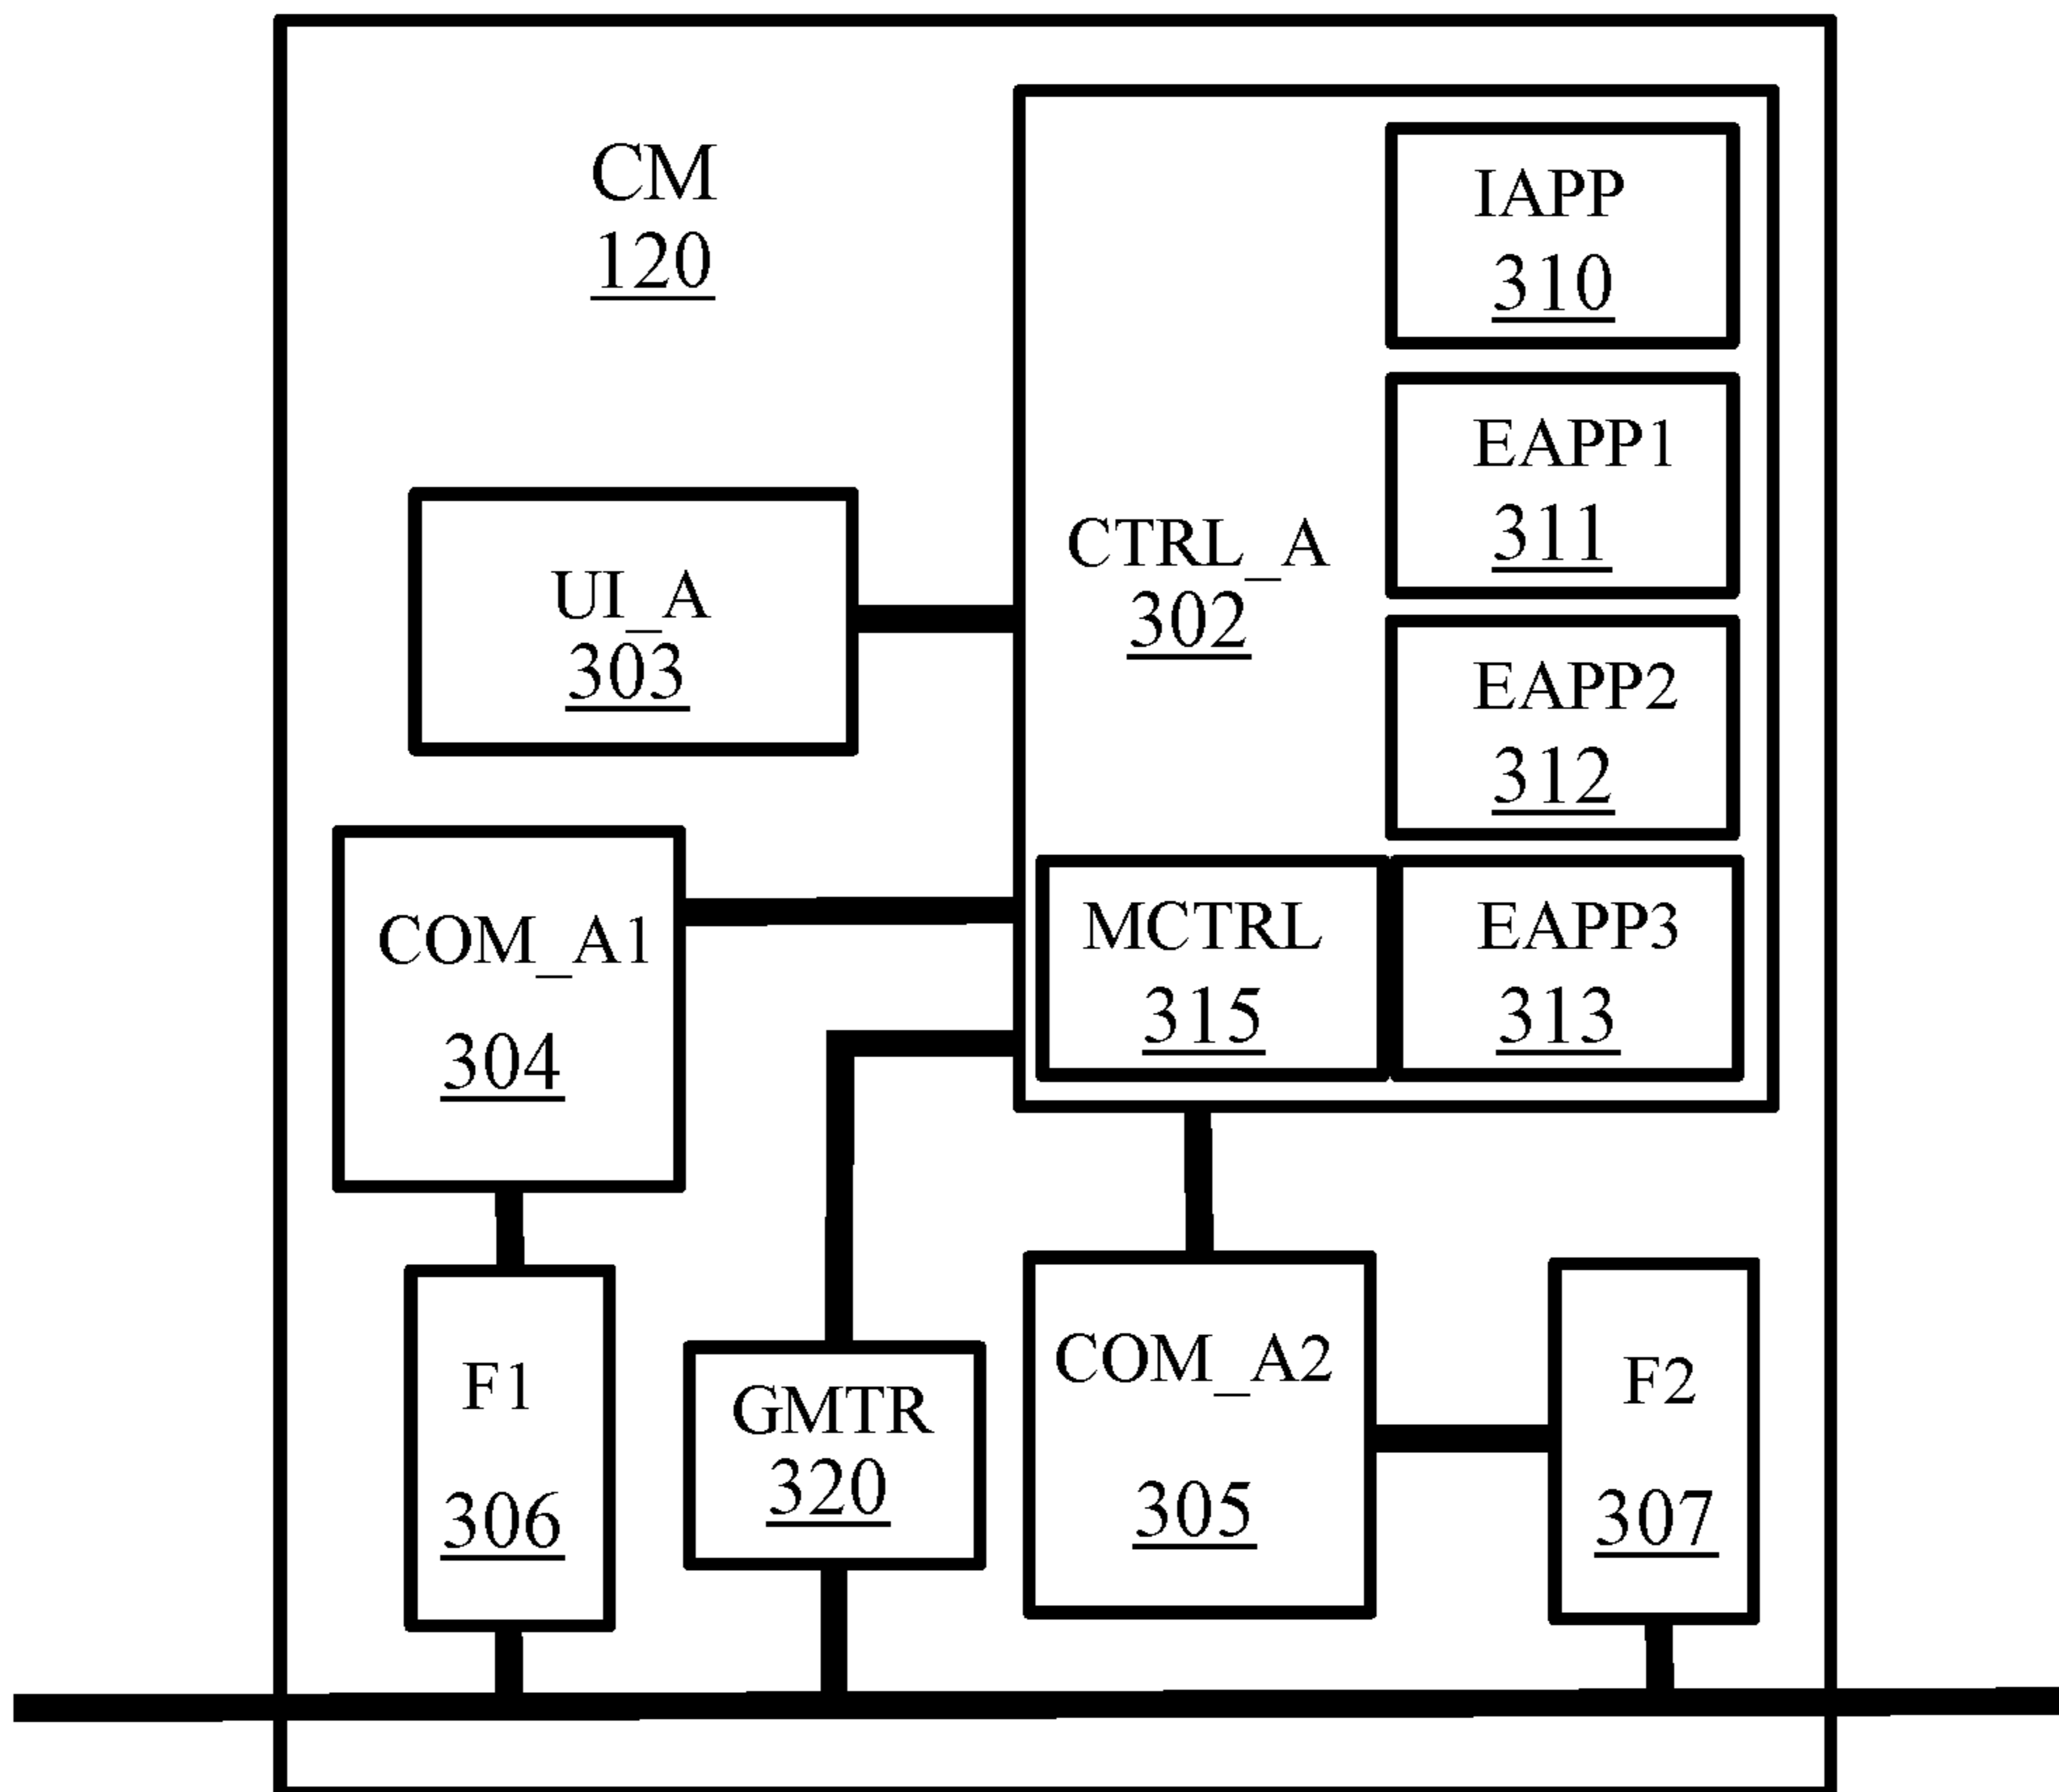 CM
120
IAPP
310
EAPP1
311
CTRL_A
302
UI_A
303
EAPP2
312
COM_A1
304
MCTRL
315
EAPP3
313
F1
306
GMTR
320
COM_A2
305
F2
307